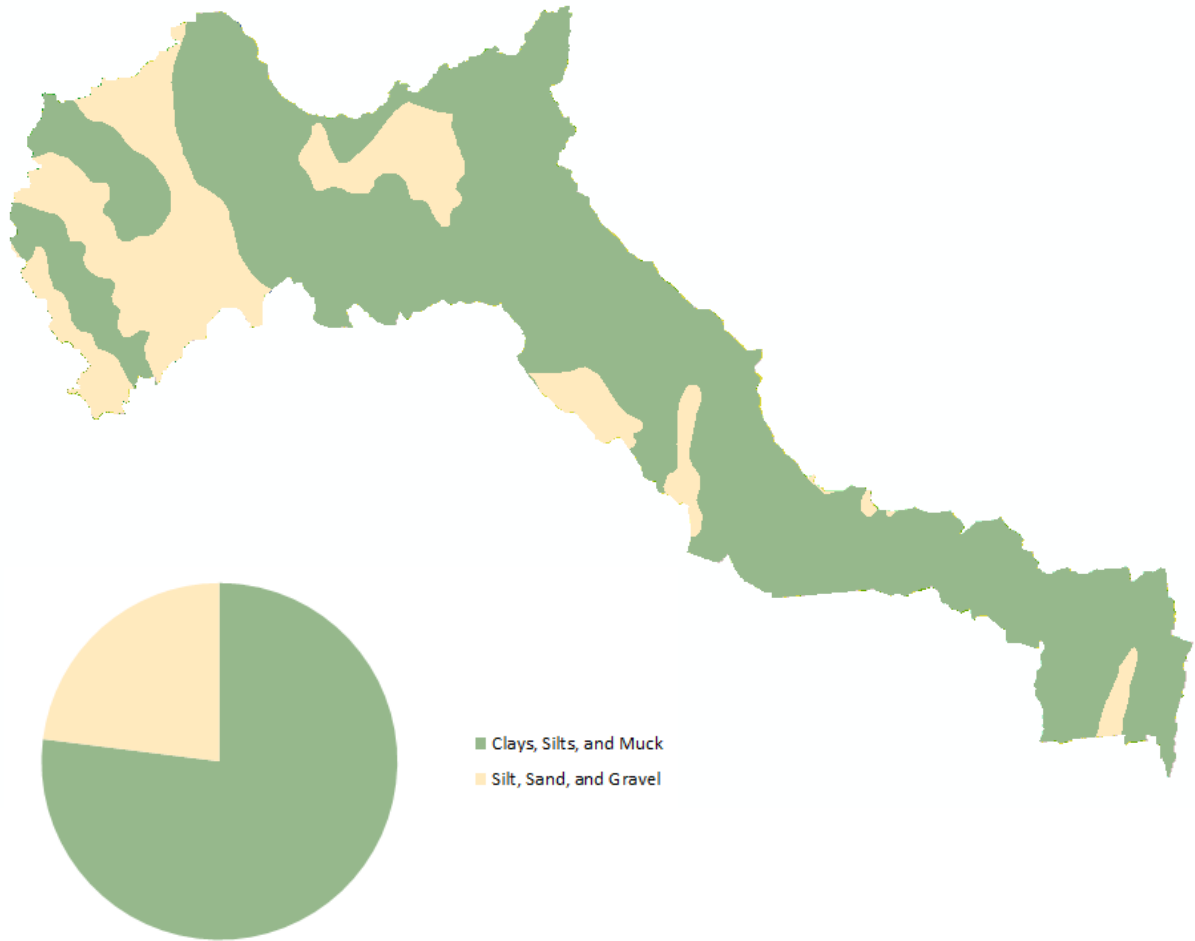 Clays, Silts, and Muck
Silt, Sand, and Gravel